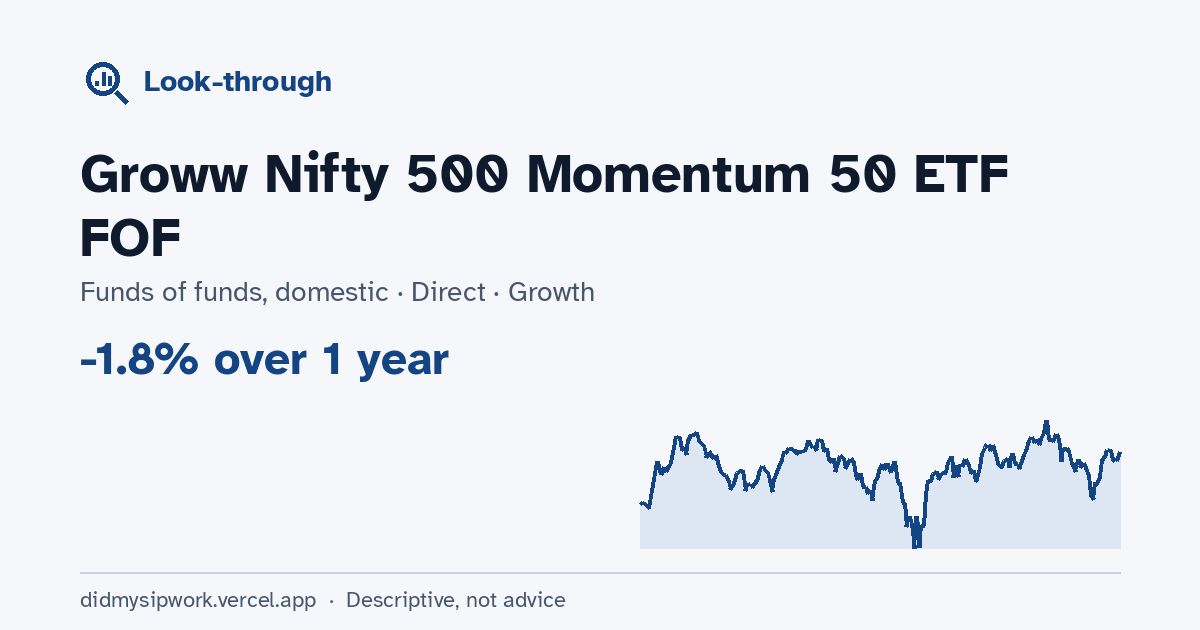 Look-through
Groww Nifty 500 Momentum 50 ETF
FOF
Funds of funds, domestic · Direct · Growth
-1.8% over 1 year
didmysipwork.vercel.app · Descriptive, not advice